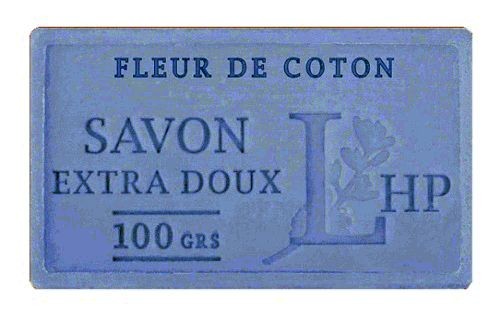 FLEUR DE COTON
SAVON
EXTRA DOUX
100 GRS
L HP